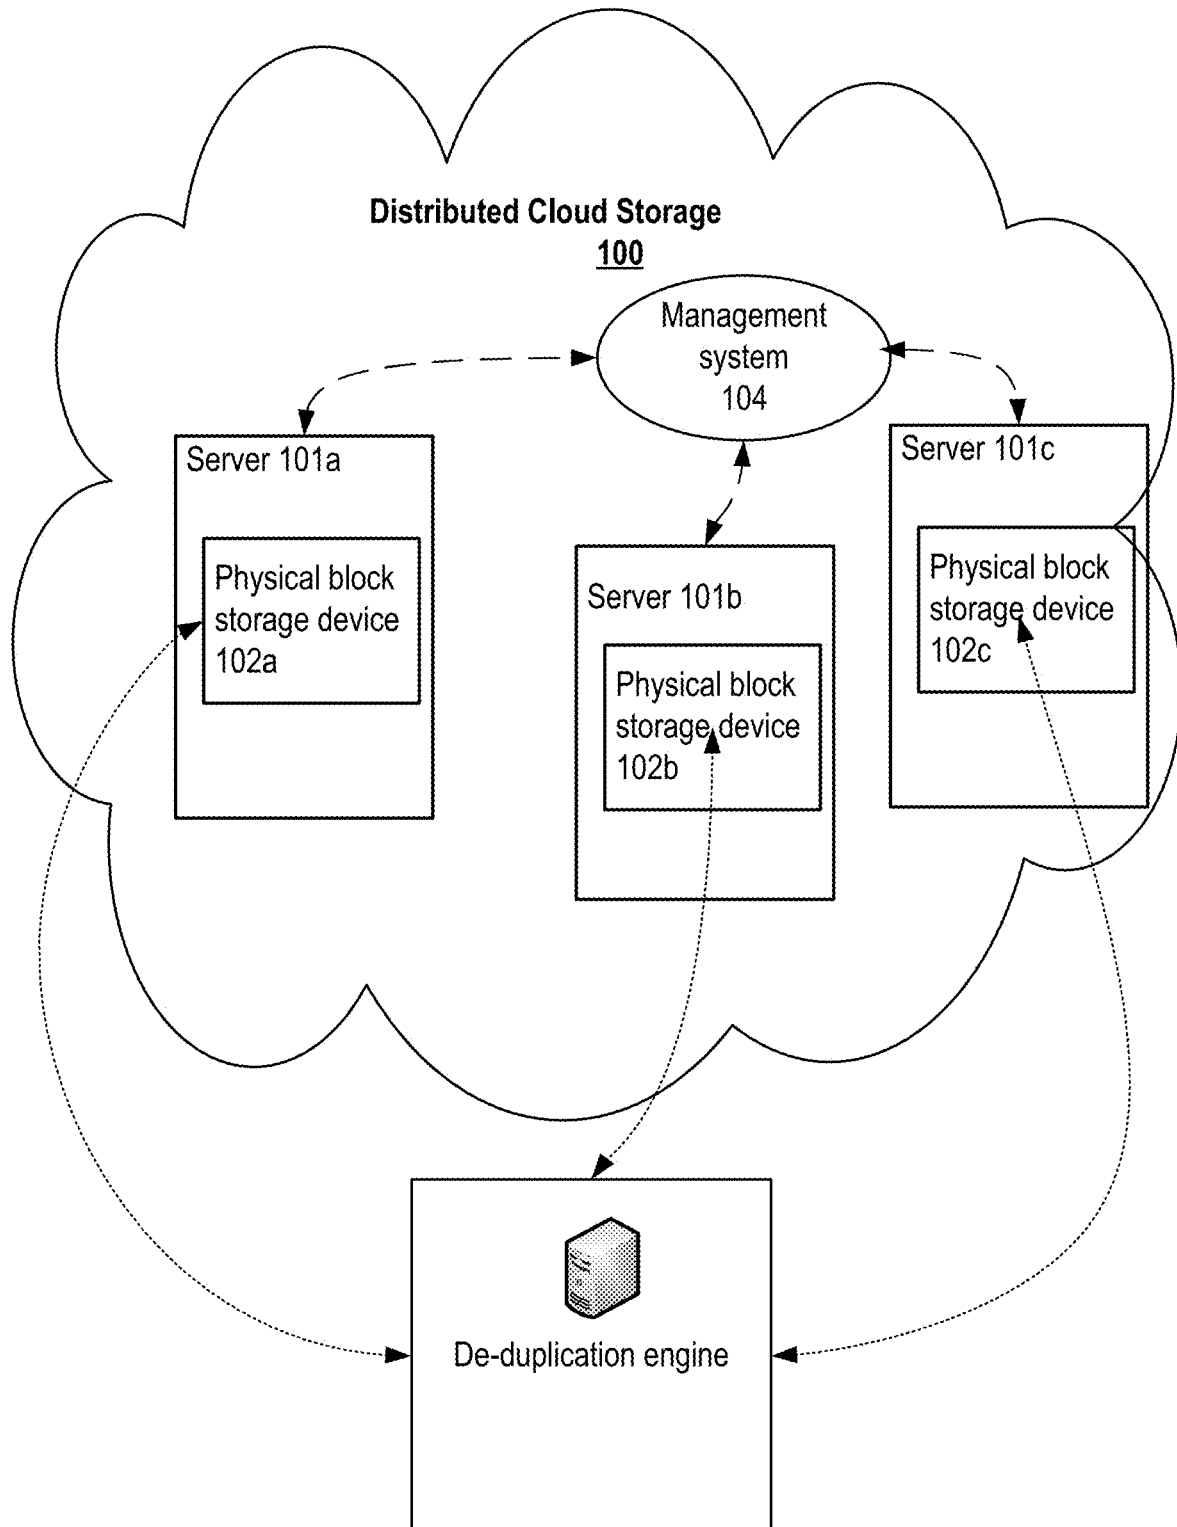 Distributed Cloud Storage
100
Management
system
104
Server 101a
Physical block
storage device
102a
Server 101b
Physical block
storage device
102b
Server 101c
Physical block
storage device
102c
De-duplication engine